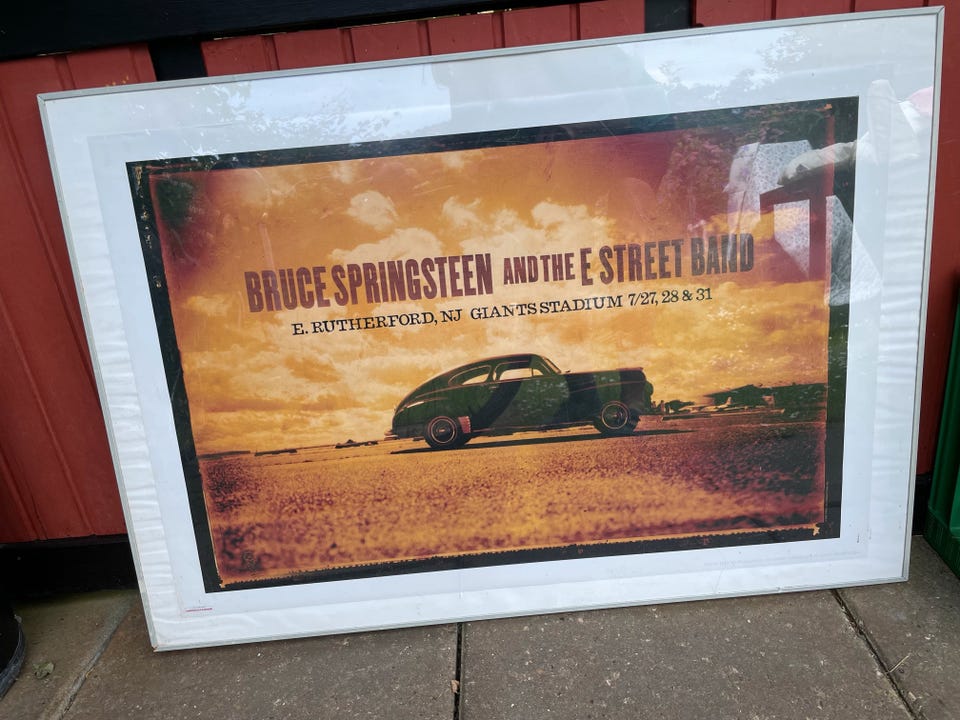 BRUCE SPRINGSTEEN AND THE E STREET BAND
E. RUTHERFORD, NJ GIANTS STADIUM 7/27, 28 & 31